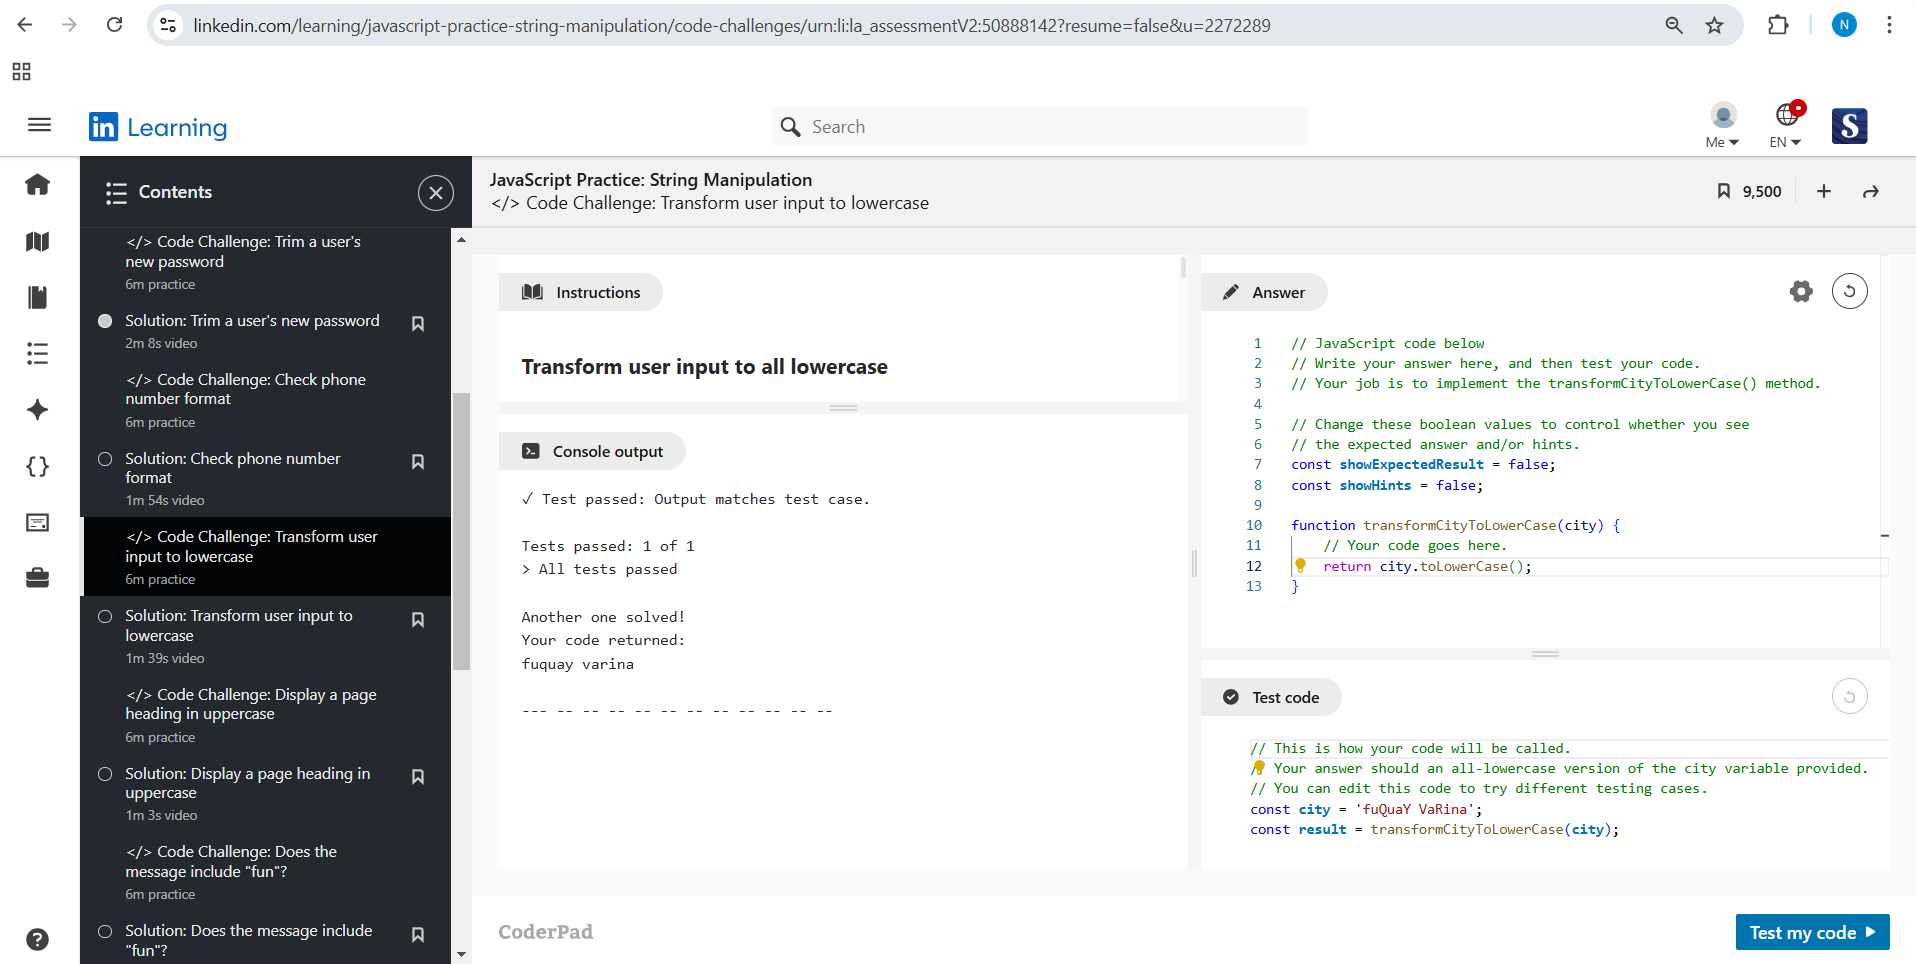 linkedin.com/learning/javascript-practice-string-manipulation/code-challenges/urn:li:la_assessmentV2:50888142?resume=false&u=2272289
N
in Learning
Search
Me
EN
S
Contents
</> Code Challenge: Trim a user's
new password
6m practice
Solution: Trim a user's new password
2m 8s video
</> Code Challenge: Check phone
number format
6m practice
Solution: Check phone number
format
1m 54s video
</> Code Challenge: Transform user
input to lowercase
6m practice
Solution: Transform user input to
lowercase
1m 39s video
</> Code Challenge: Display a page
heading in uppercase
6m practice
Solution: Display a page heading in
uppercase
1m 3s video
</> Code Challenge: Does the
message include "fun"?
6m practice
Solution: Does the message include
"fun"?
JavaScript Practice: String Manipulation
</> Code Challenge: Transform user input to lowercase
9,500
Instructions
Transform user input to all lowercase
Console output
✓ Test passed: Output matches test case.
Tests passed: 1 of 1
> All tests passed
Another one solved!
Your code returned:
fuquay varina
--- -- -- -- -- -- -- -- -- -- -- --
Answer
1 // JavaScript code below
2 // Write your answer here, and then test your code.
3 // Your job is to implement the transformCityToLowerCase() method.
4
5 // Change these boolean values to control whether you see
6 // the expected answer and/or hints.
7 const showExpectedResult = false;
8 const showHints = false;
9
10 function transformCityToLowerCase(city) {
11 // Your code goes here.
12 return city.toLowerCase();
13 }
Test code
// This is how your code will be called.
// Your answer should an all-lowercase version of the city variable provided.
// You can edit this code to try different testing cases.
const city = 'fuQuaY VaRina';
const result = transformCityToLowerCase(city);
CoderPad
Test my code